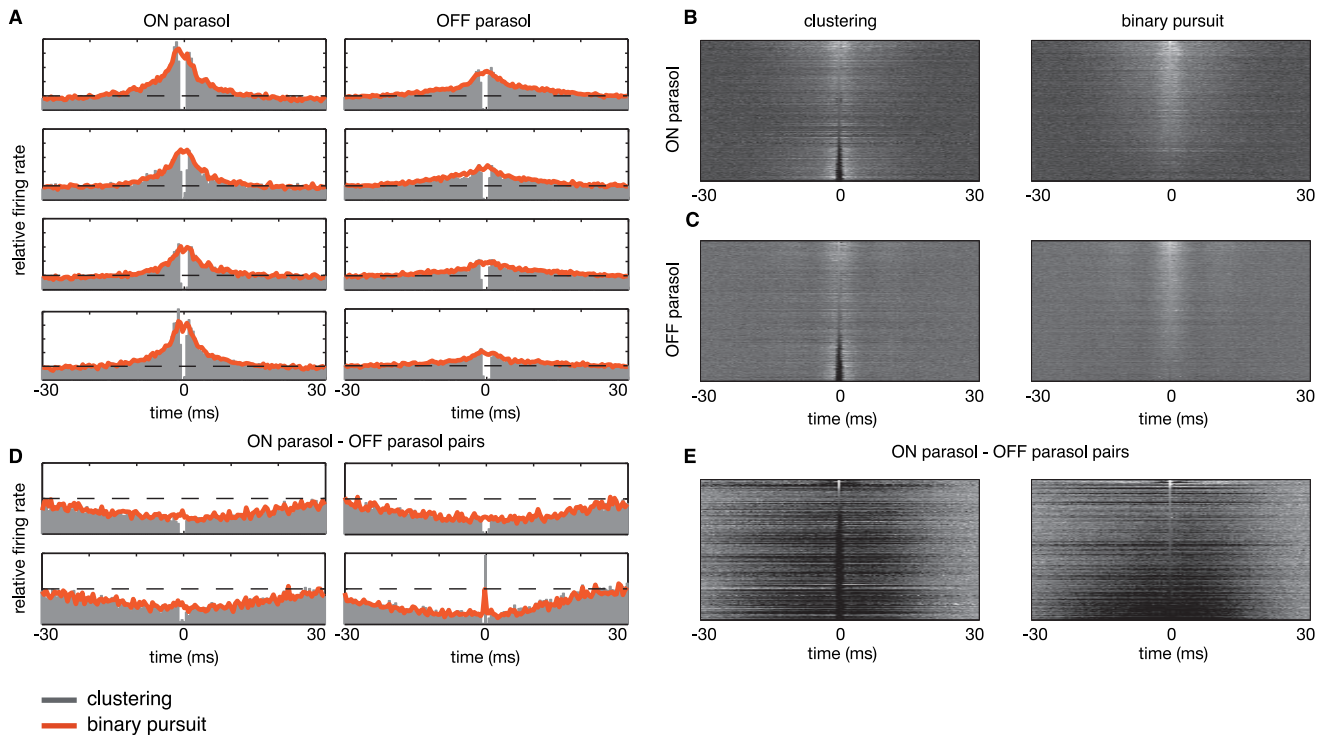 A
ON parasol
OFF parasol
relative firing rate
-30
0
30
-30
0
30
time (ms)
time (ms)
B
clustering
binary pursuit
ON parasol
-30
0
30
-30
0
30
C
OFF parasol
-30
0
30
-30
0
30
time (ms)
time (ms)
ON parasol - OFF parasol pairs
D
relative firing rate
-30
0
30
-30
0
30
time (ms)
time (ms)
ON parasol - OFF parasol pairs
E
-30
0
30
-30
0
30
time (ms)
time (ms)
clustering
binary pursuit